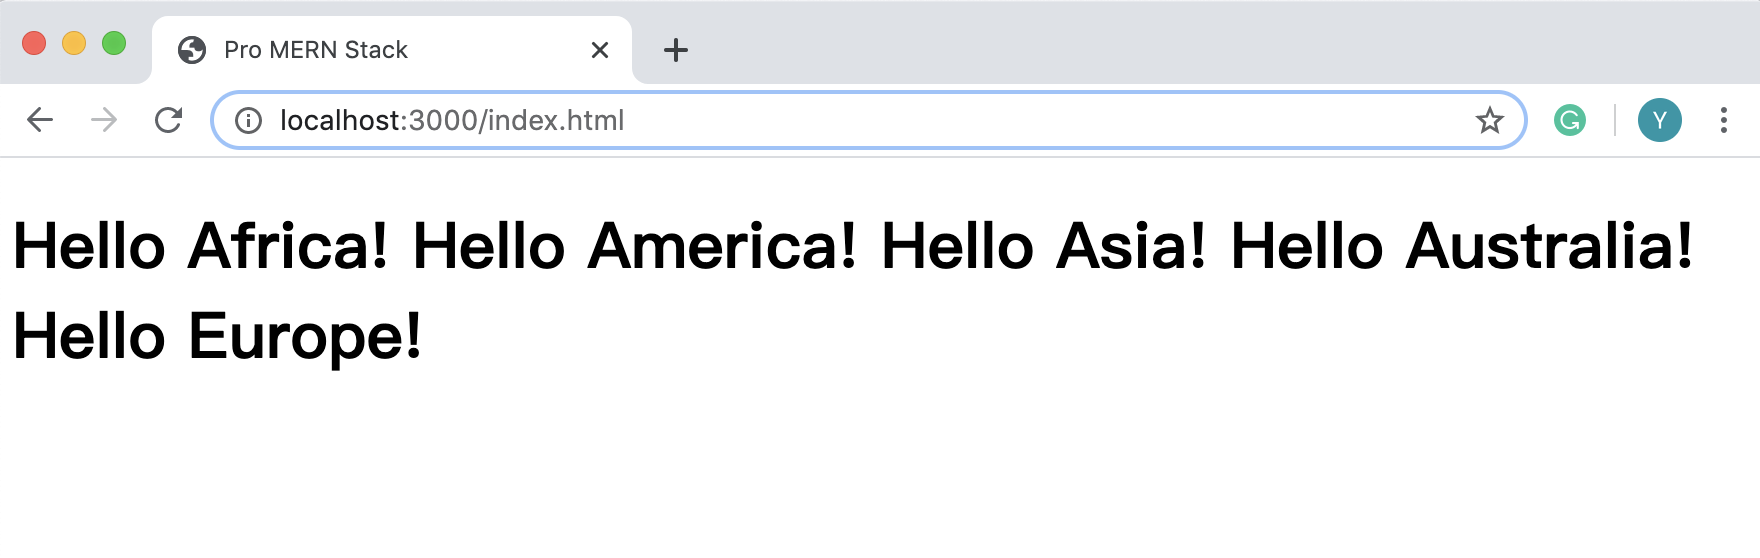 Pro MERN Stack
localhost:3000/index.html
Y
Hello Africa! Hello America! Hello Asia! Hello Australia!
Hello Europe!